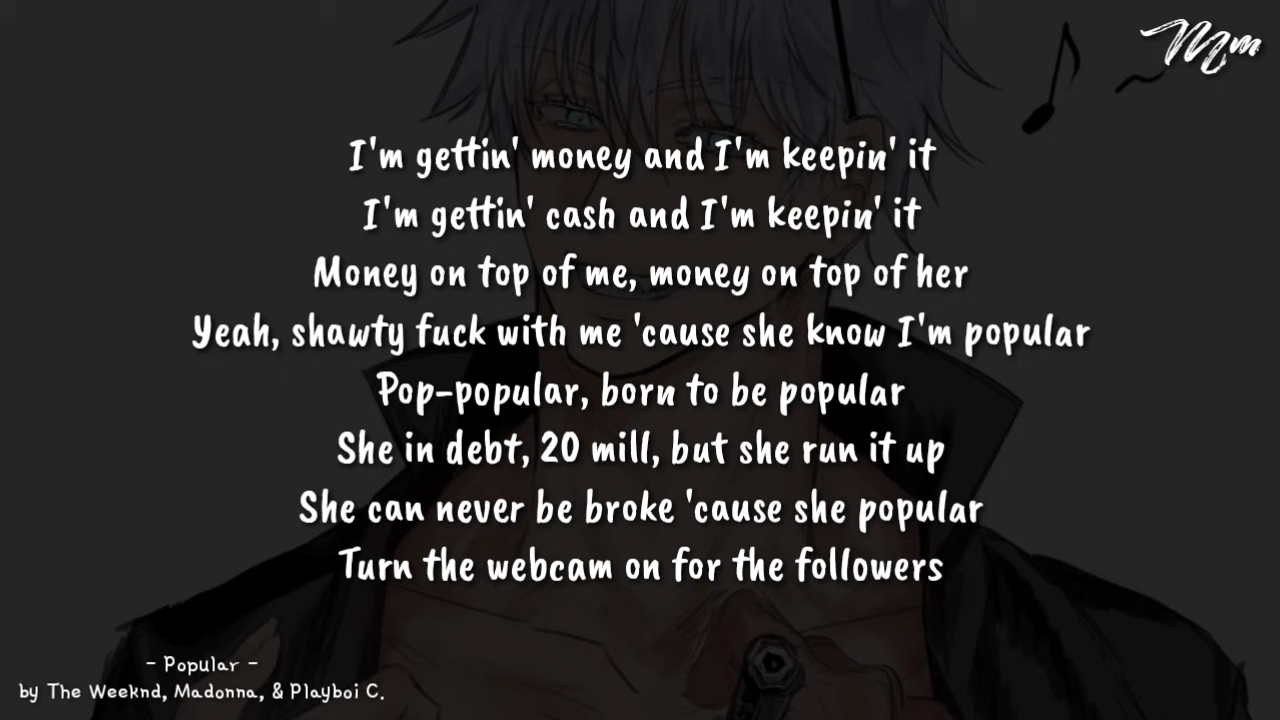 Mm
I'm gettin' money and I'm keepin' it
I'm gettin' cash and I'm keepin' it
Money on top of me, money on top of her
Yeah, shawty fuck with me 'cause she know I'm popular
Pop-popular, born to be popular
She in debt, 20 mill, but she run it up
She can never be broke 'cause she popular
Turn the webcam on for the followers
- Popular -
by The Weeknd, Madonna, & Playboi C.